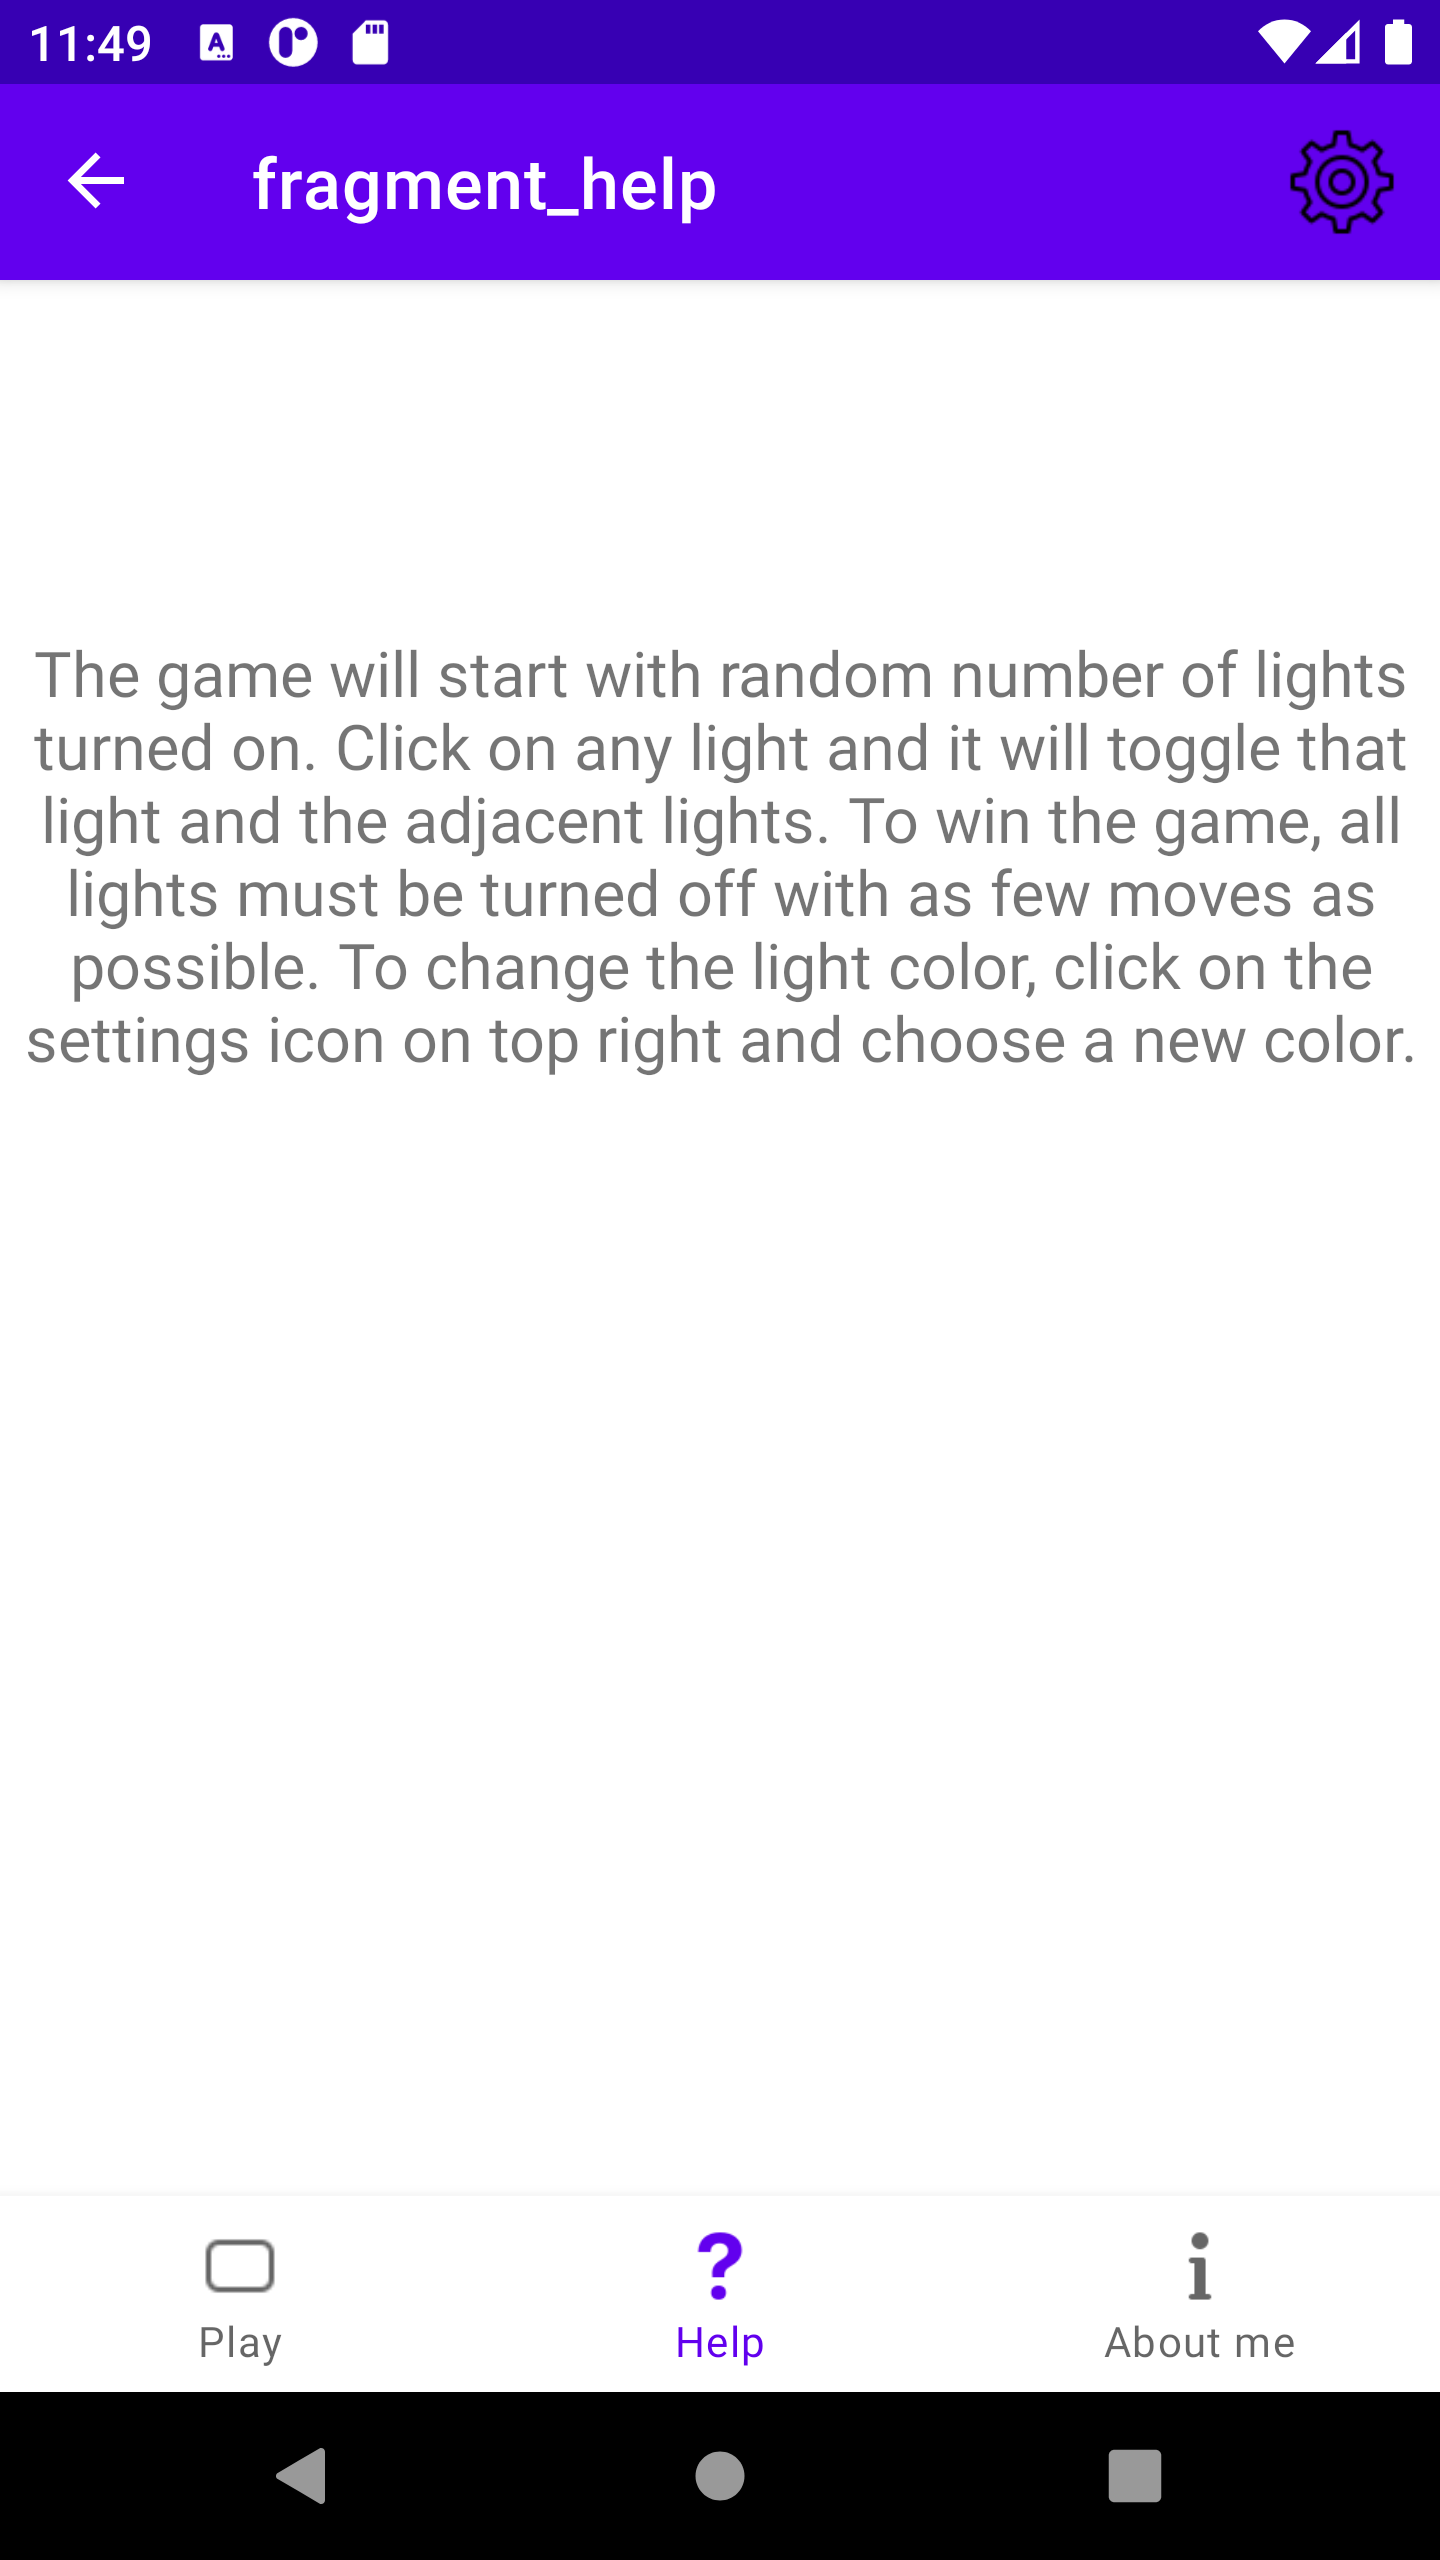 11:49
fragment_help
The game will start with random number of lights
turned on. Click on any light and it will toggle that
light and the adjacent lights. To win the game, all
lights must be turned off with as few moves as
possible. To change the light color, click on the
settings icon on top right and choose a new color.
Play
Help
About me